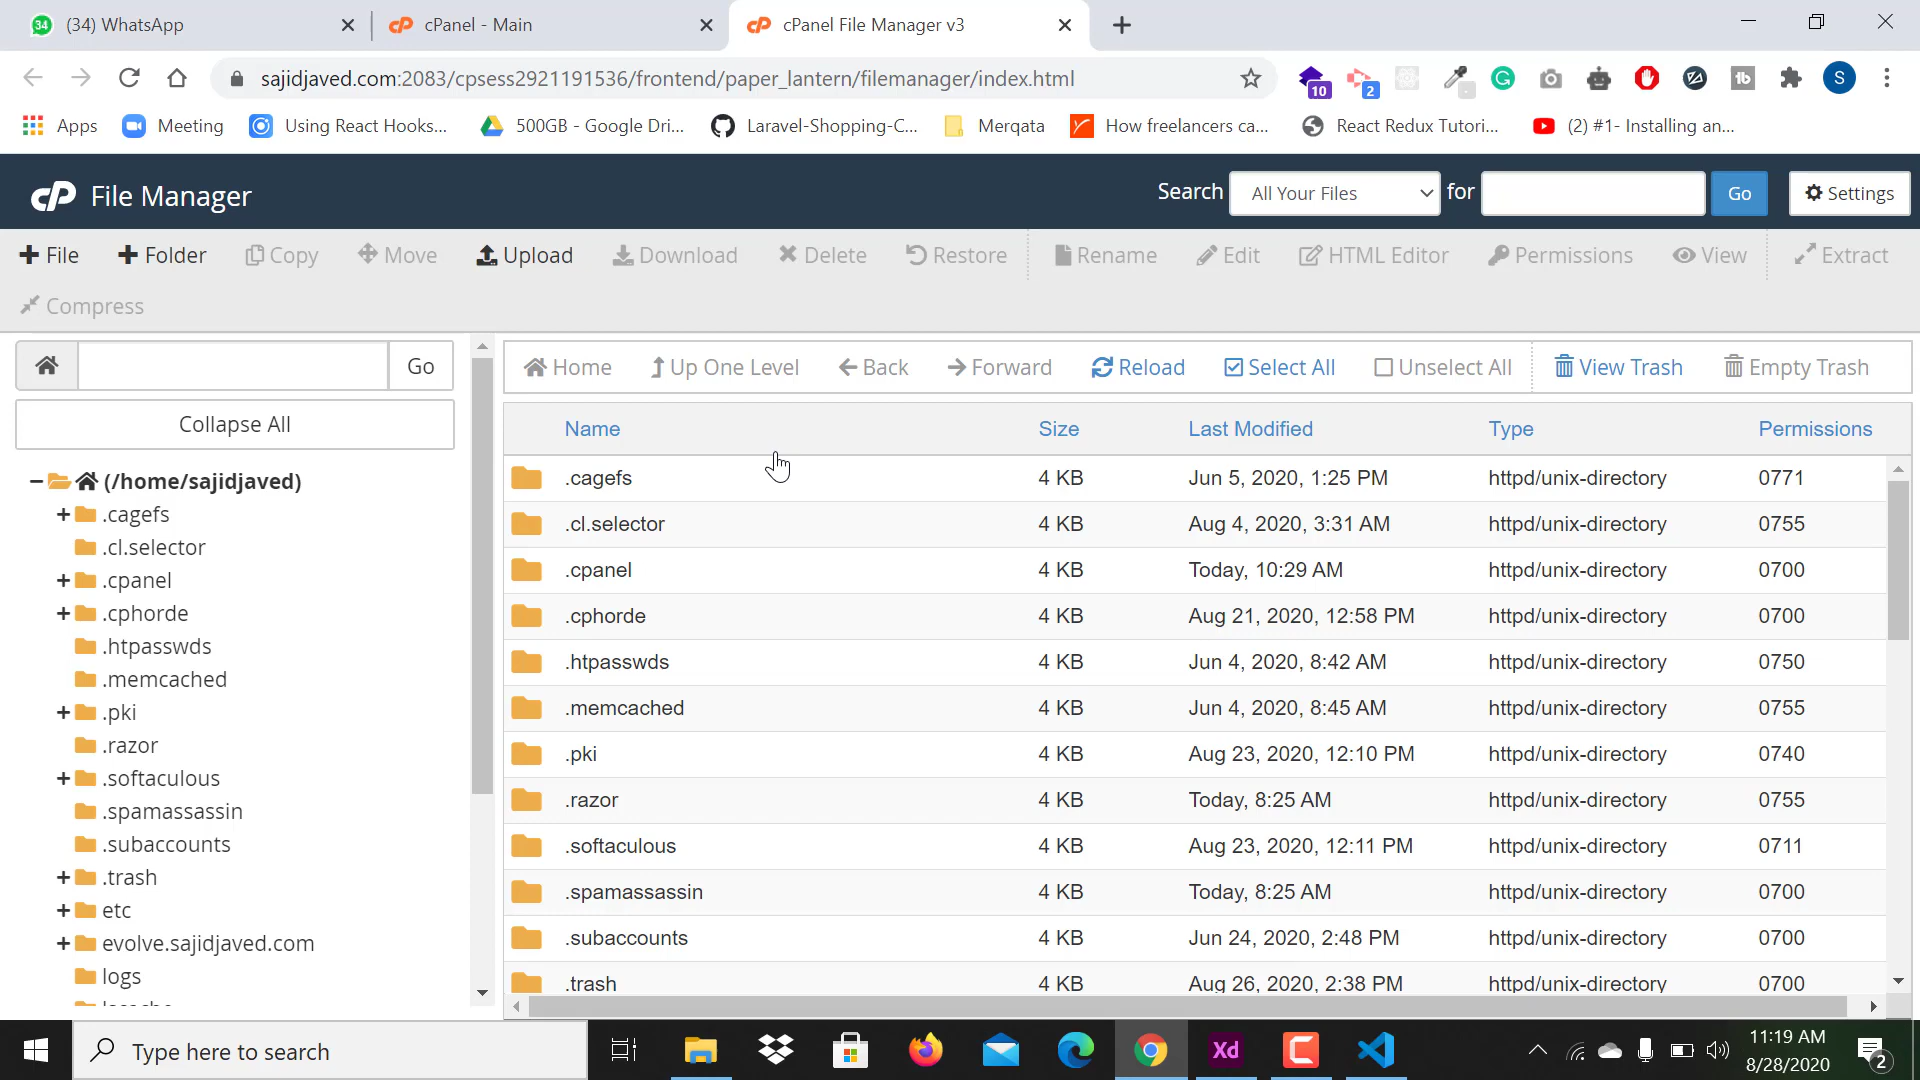 34 (34) WhatsApp
cPanel - Main
cPanel File Manager v3
sajidjaved.com:2083/cpsess2921191536/frontend/paper_lantern/filemanager/index.html
10
2
S
Apps
Meeting
Using React Hooks...
500GB - Google Dri...
Laravel-Shopping-C...
Merqata
How freelancers ca...
React Redux Tutori...
(2) #1- Installing an...
cP File Manager
Search
All Your Files
for
Go
Settings
File
Folder
Copy
Move
Upload
Download
Delete
Restore
Rename
Edit
HTML Editor
Permissions
View
Extract
Compress
Go
Collapse All
(/home/sajidjaved)
.cagefs
.cl.selector
.cpanel
.cphorde
.htpasswds
.memcached
.pki
.razor
.softaculous
.spamassassin
.subaccounts
.trash
etc
evolve.sajidjaved.com
logs
Home
Up One Level
Back
Forward
Reload
Select All
Unselect All
View Trash
Empty Trash
Name Size Last Modified Type Permissions
.cagefs 4 KB Jun 5, 2020, 1:25 PM httpd/unix-directory 0771
.cl.selector 4 KB Aug 4, 2020, 3:31 AM httpd/unix-directory 0755
.cpanel 4 KB Today, 10:29 AM httpd/unix-directory 0700
.cphorde 4 KB Aug 21, 2020, 12:58 PM httpd/unix-directory 0700
.htpasswds 4 KB Jun 4, 2020, 8:42 AM httpd/unix-directory 0750
.memcached 4 KB Jun 4, 2020, 8:45 AM httpd/unix-directory 0755
.pki 4 KB Aug 23, 2020, 12:10 PM httpd/unix-directory 0740
.razor 4 KB Today, 8:25 AM httpd/unix-directory 0755
.softaculous 4 KB Aug 23, 2020, 12:11 PM httpd/unix-directory 0711
.spamassassin 4 KB Today, 8:25 AM httpd/unix-directory 0700
.subaccounts 4 KB Jun 24, 2020, 2:48 PM httpd/unix-directory 0700
.trash 4 KB Aug 26, 2020, 2:38 PM httpd/unix-directory 0700
Type here to search
Xd
11:19 AM
8/28/2020
2